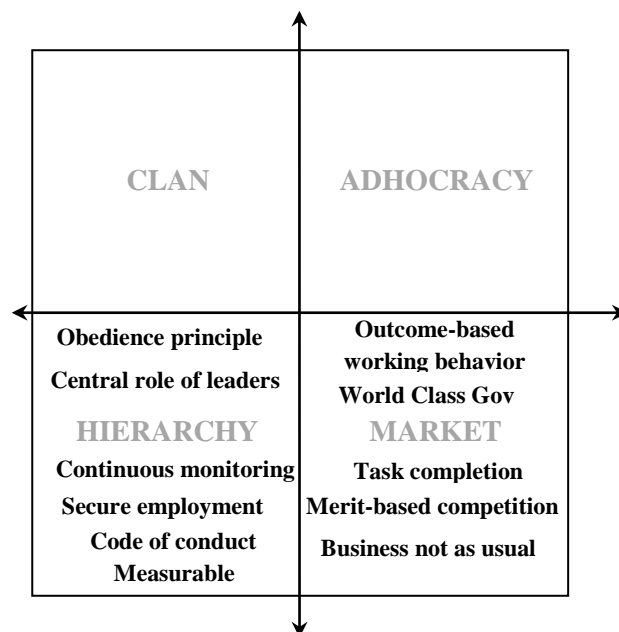 CLAN
ADHOCRACY
Obedience principle
Central role of leaders
HIERARCHY
Continuous monitoring
Secure employment
Code of conduct
Measurable
Outcome-based
working behavior
World Class Gov
MARKET
Task completion
Merit-based competition
Business not as usual